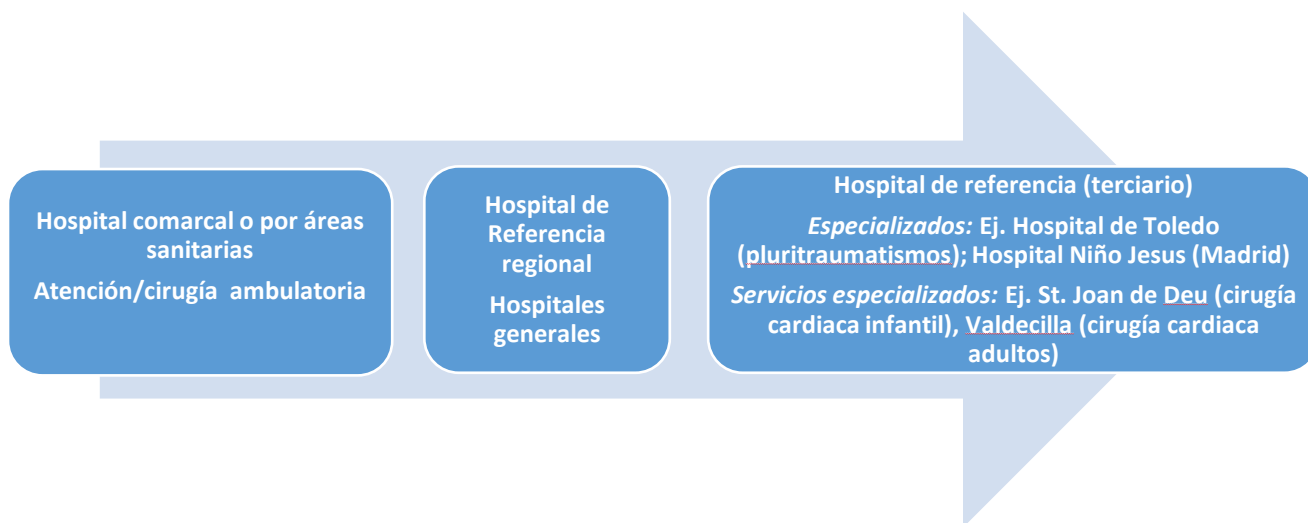 Hospital comarcal o por áreas
sanitarias
Atención/cirugía ambulatoria
Hospital de
Referencia
regional
Hospitales
generales
Hospital de referencia (terciario)
Especializados: Ej. Hospital de Toledo
(pluritraumatismos); Hospital Niño Jesus (Madrid)
Servicios especializados: Ej. St. Joan de Deu (cirugía
cardiaca infantil), Valdecilla (cirugía cardiaca
adultos)